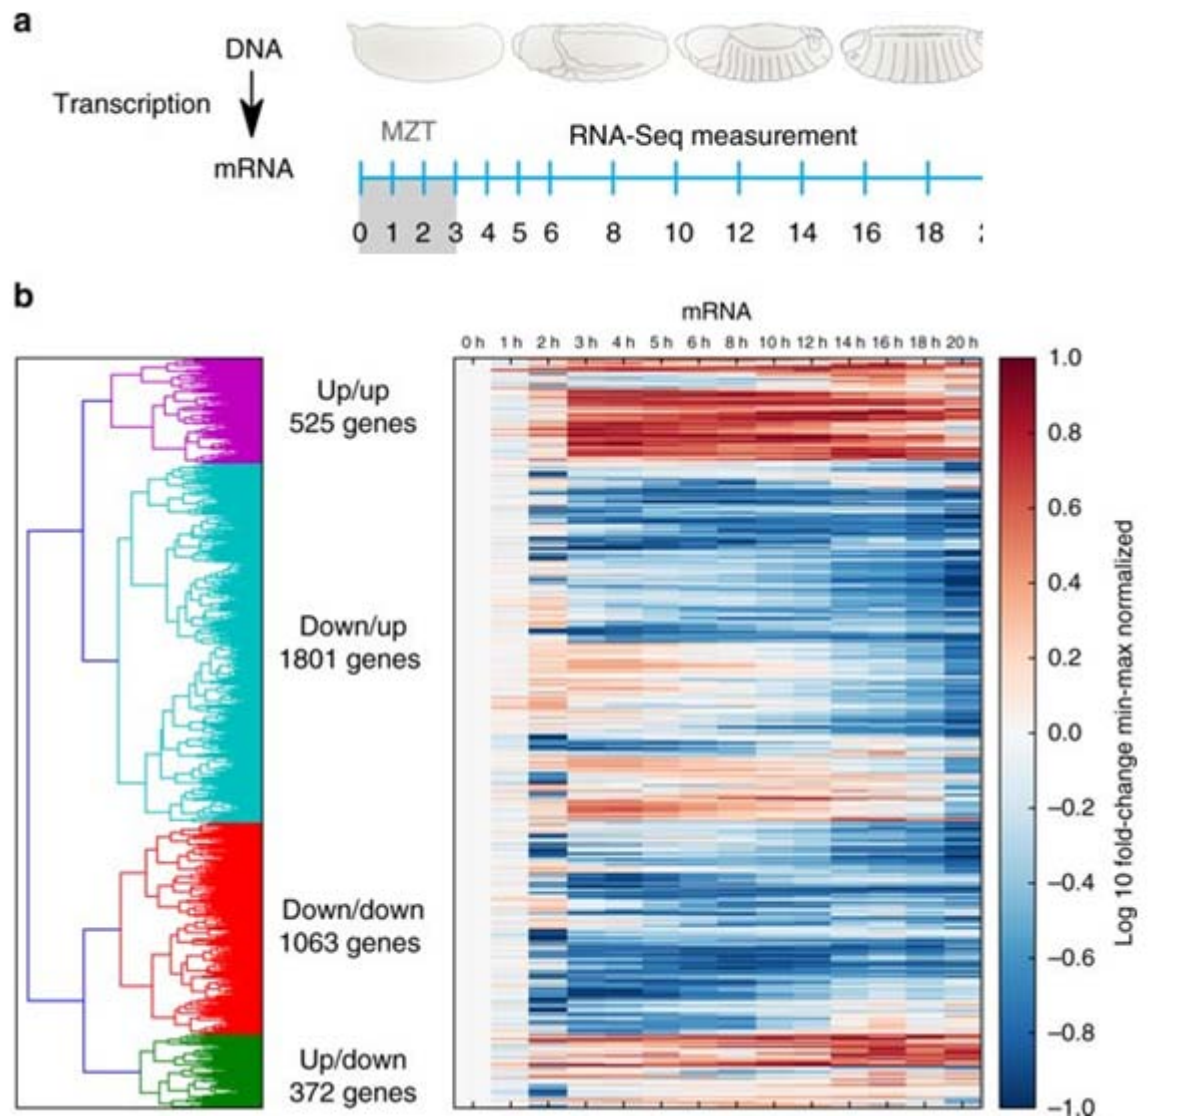 a
DNA
Transcription
mRNA
MZT
RNA-Seq measurement
0 1 2 3 4 5 6 8 10 12 14 16 18
b
mRNA
0 h 1 h 2 h 3 h 4 h 5 h 6 h 8 h 10 h 12 h 14 h 16 h 18 h 20 h
Up/up
525 genes
Down/up
1801 genes
Down/down
1063 genes
Up/down
372 genes
1.0
0.8
0.6
0.4
0.2
0.0
−0.2
−0.4
−0.6
−0.8
−1.0
Log 10 fold-change min-max normalized